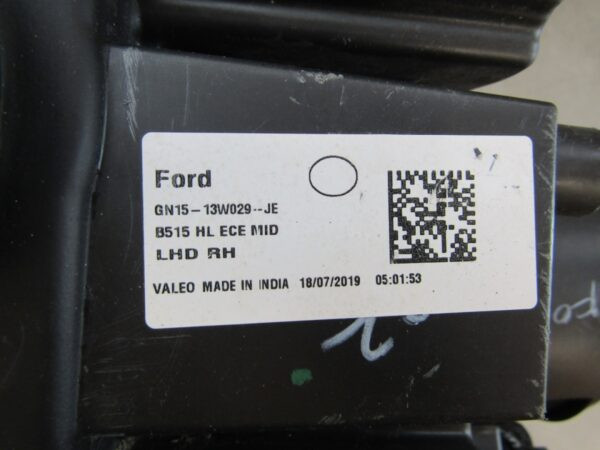 Ford
GN15-13W029--JE
B515 HL ECE MID
LHD RH
VALEO MADE IN INDIA 18/07/2019 05:01:53